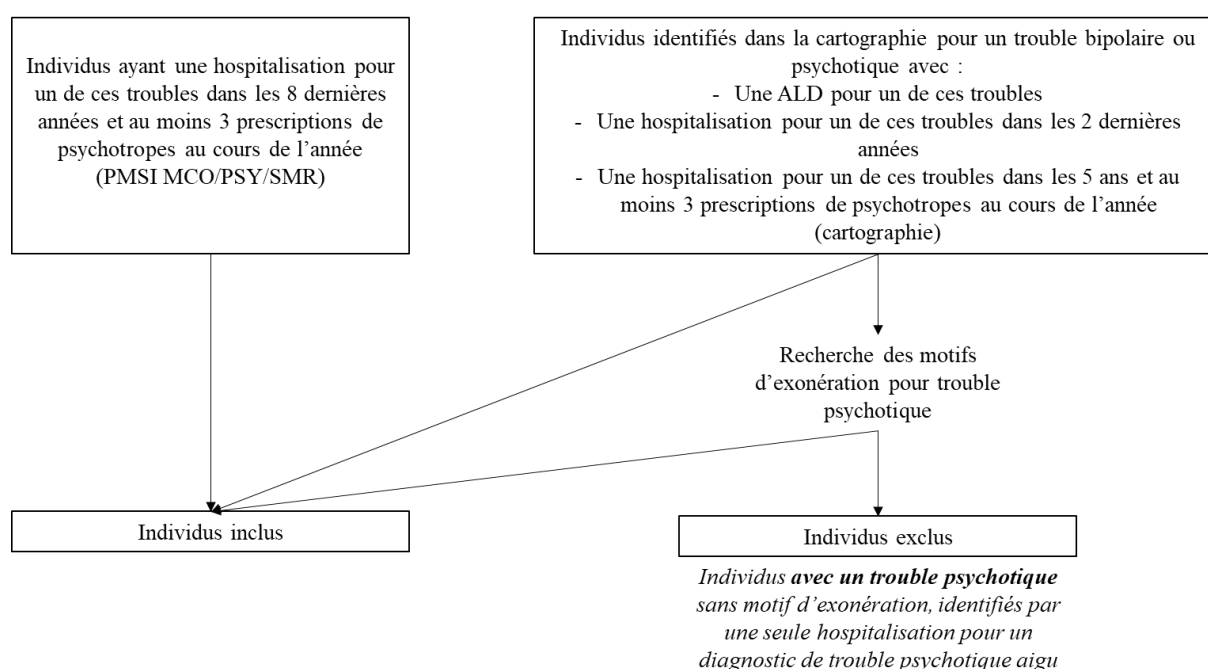 Individus ayant une hospitalisation pour
un de ces troubles dans les 8 dernières
années et au moins 3 prescriptions de
psychotropes au cours de l'année
(PMSI MCO/PSY/SMR)
Individus identifiés dans la cartographie pour un trouble bipolaire ou
psychotique avec :
- Une ALD pour un de ces troubles
- Une hospitalisation pour un de ces troubles dans les 2 dernières
années
- Une hospitalisation pour un de ces troubles dans les 5 ans et au
moins 3 prescriptions de psychotropes au cours de l'année
(cartographie)
Recherche des motifs
d'exonération pour trouble
psychotique
Individus inclus
Individus exclus
Individus avec un trouble psychotique
sans motif d'exonération, identifiés par
une seule hospitalisation pour un
diagnostic de trouble psychotique aigu